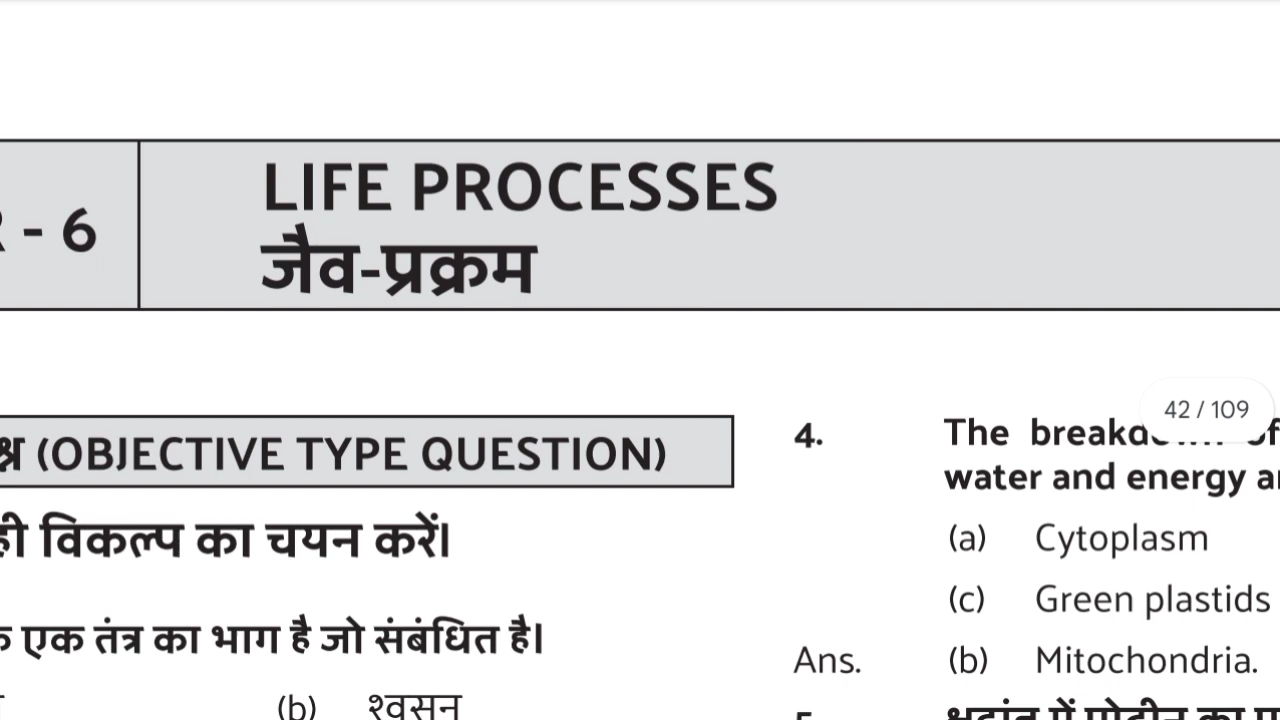 - 6
LIFE PROCESSES
जैव-प्रक्रम
(OBJECTIVE TYPE QUESTION)
विकल्प का चयन करें।
एक तंत्र का भाग है जो संबंधित है।
(b) श्वसन
42 / 109
4. The
water and energy
(a) Cytoplasm
(c) Green plastids
Ans. (b) Mitochondria.